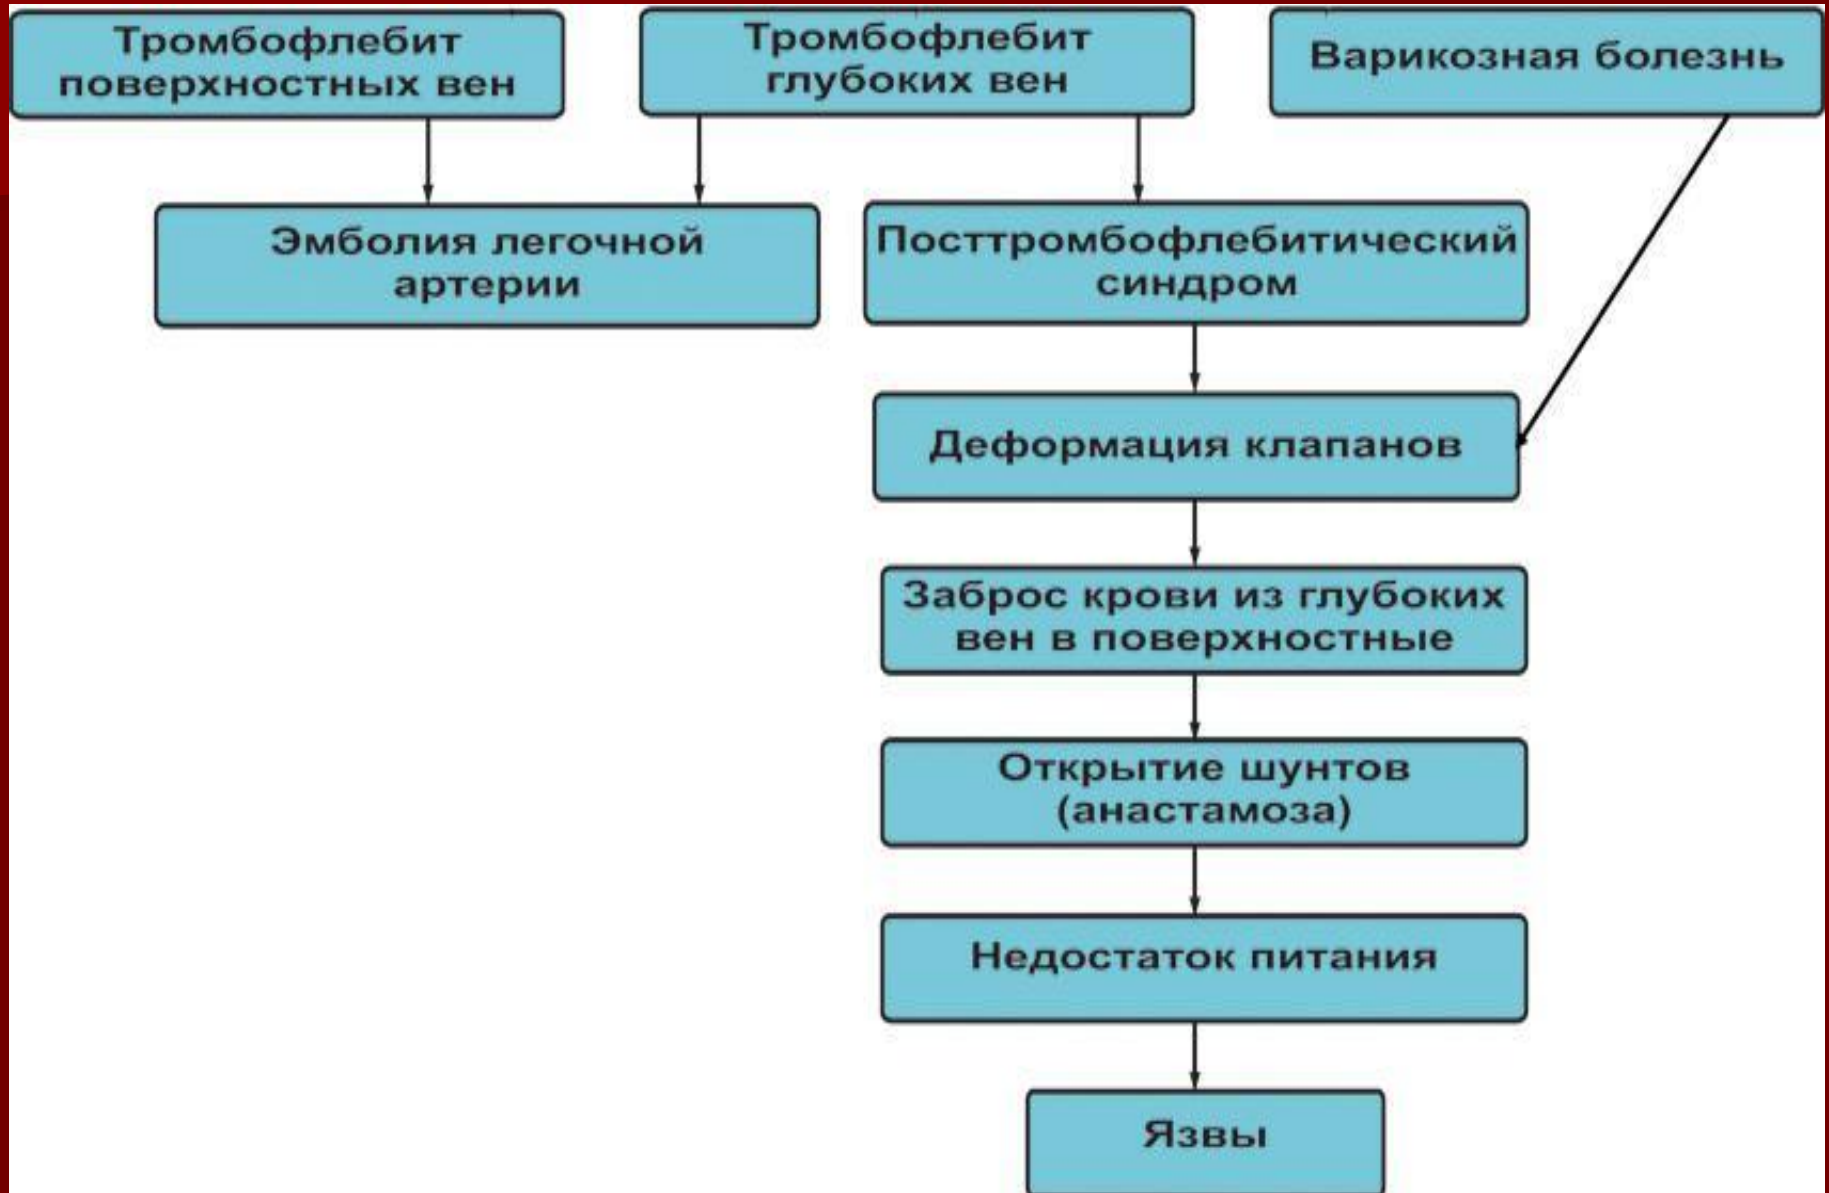 Тромбофлебит
поверхностных вен
Тромбофлебит
глубоких вен
Варикозная болезнь
Эмболия легочной
артерии
Посттромбофлебитический
синдром
Деформация клапанов
Заброс крови из глубоких
вен в поверхностные
Открытие шунтов
(анастамоза)
Недостаток питания
Язвы